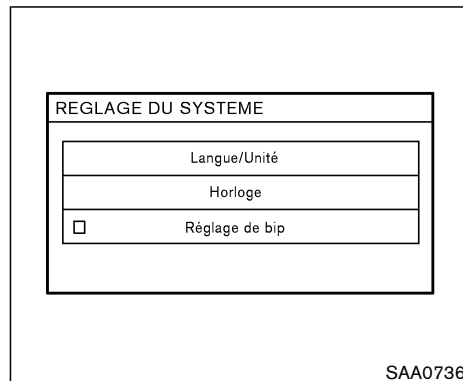 REGLAGE DU SYSTEME
Langue/Unité
Horloge
Réglage de bip
SAA0736